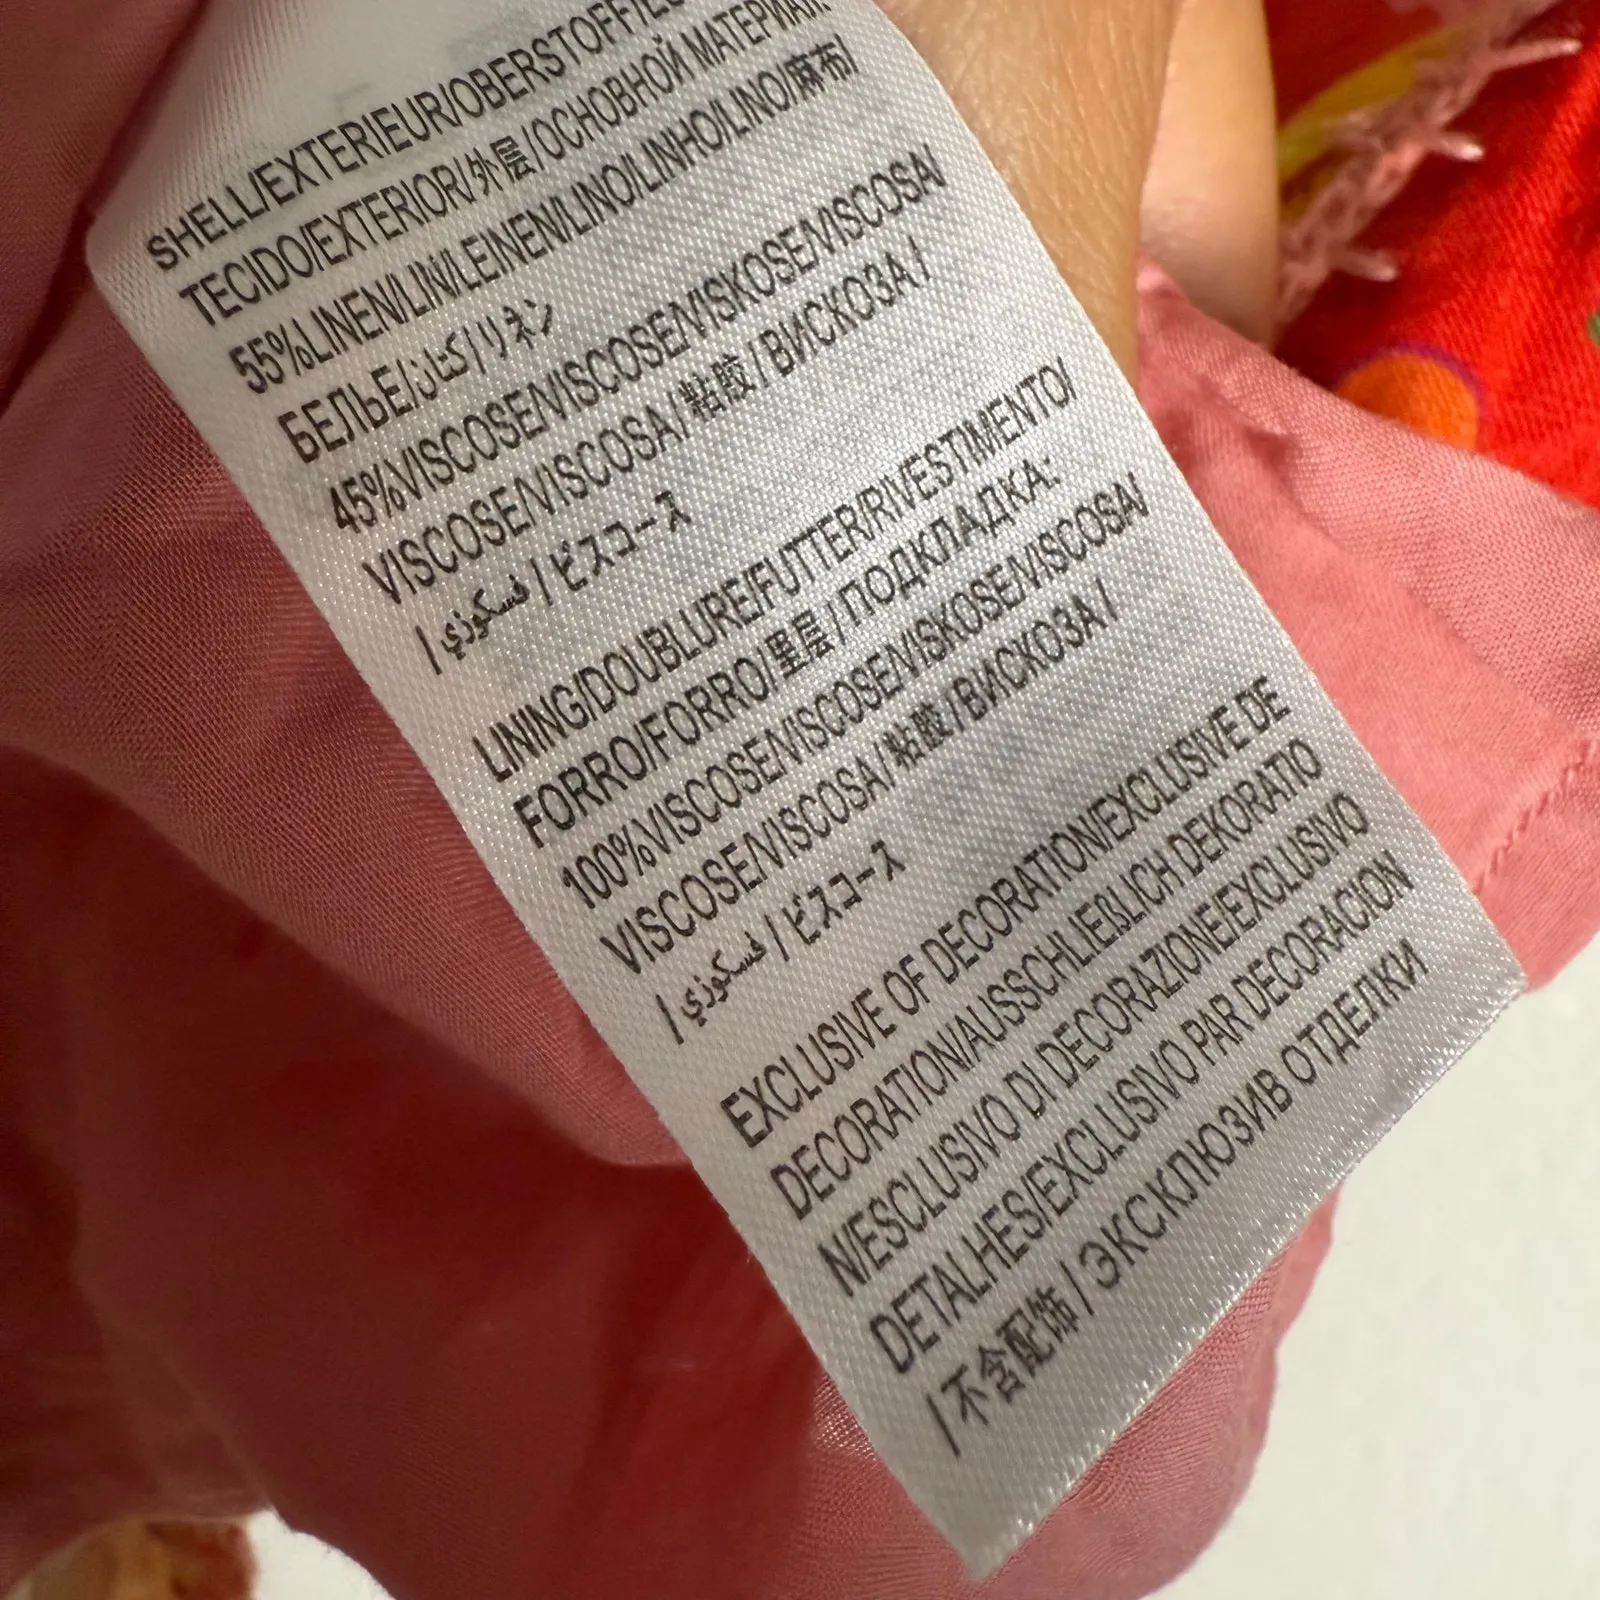 SHELL/EXTERIEUR/OBERSTOFF/ES
TECIDO/EXTERIOR/外层/ОСНОВНОЙ МАТЕРИАЛ:
55%LINEN/LIN/LEINEN/LINO/LINHO/LINO/麻布/
БЕЛЬЕ/كتان/リネン
45%VISCOSE/VISCOSE/VISKOSE/VISCOSA/
VISCOSE/VISCOSA/粘胶/ВИСКОЗА/
/فسكوزي/ビスコース
LINING/DOUBLURE/FUTTER/RIVESTIMENTO/
FORRO/FORRO/里层/ПОДКЛАДКА:
100%VISCOSE/VISCOSE/VISKOSE/VISCOSA/
VISCOSE/VISCOSA/粘胶/ВИСКОЗА/
/فسكوزي/ビスコース
EXCLUSIVE OF DECORATION/EXCLUSIVE DE
DECORATION/AUSSCHLIEßLICH DEKORATIO
N/ESCLUSIVO DI DECORAZIONE/EXCLUSIVO
DETALHES/EXCLUSIVO PAR DECORACION
/不含配饰/ЭКСКЛЮЗИВ ОТДЕЛКИ